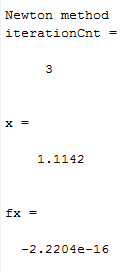 Newton method
iterationCnt =
3
x =
1.1142
fx =
-2.2204e-16